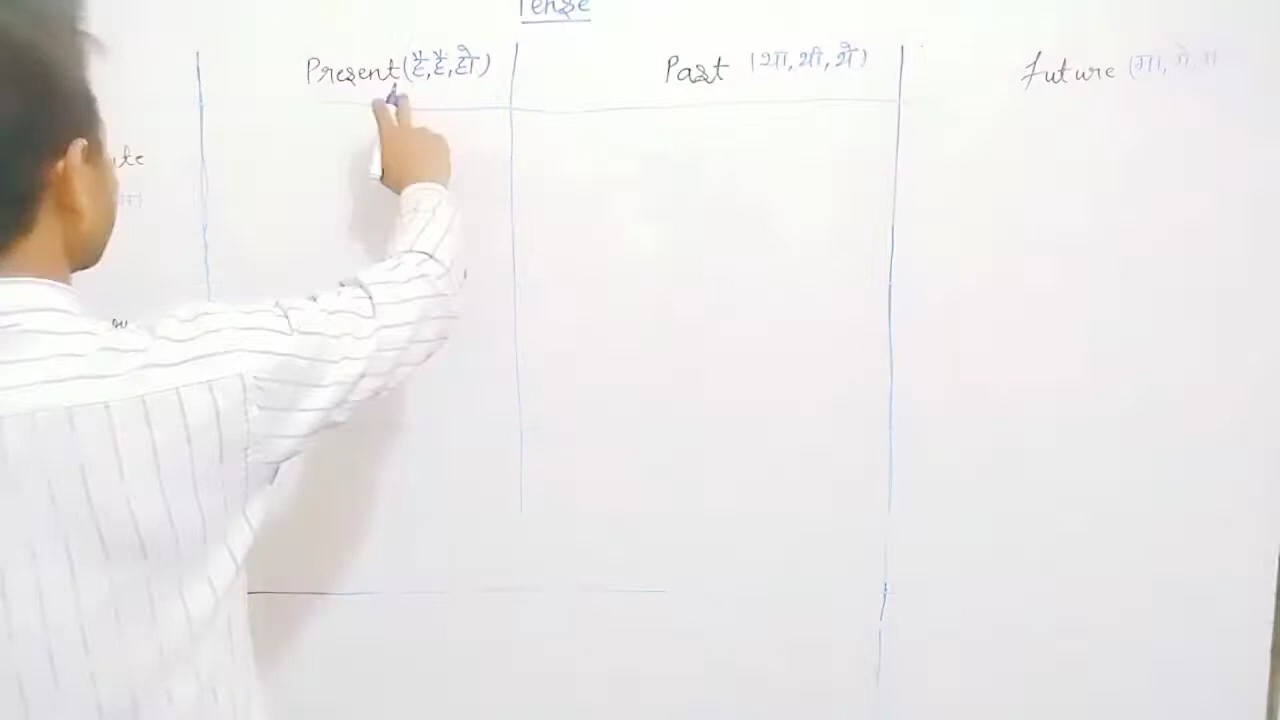 Tense
Present (है, हैं, हो) Past (था, थी, थे) Future (गा, गे,